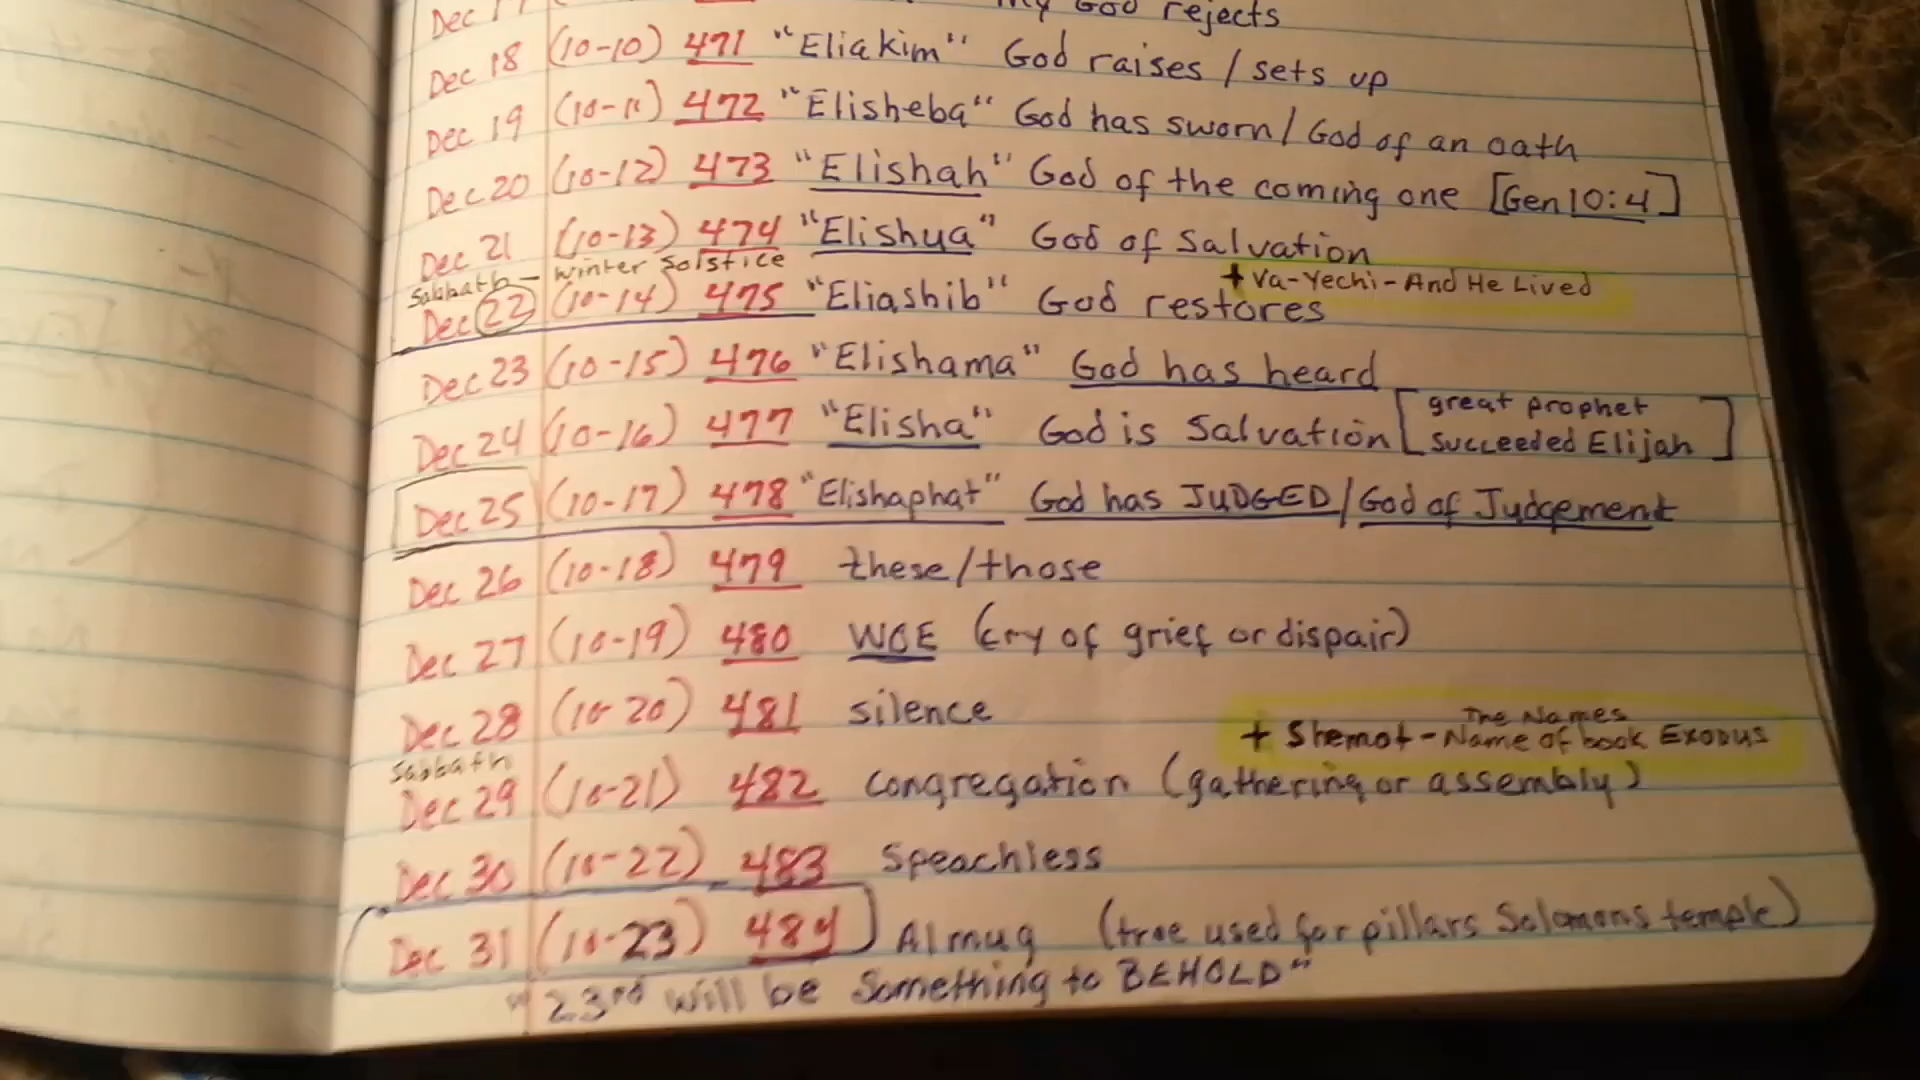 Dec 17 My God rejects
Dec 18 (10-10) 471 "Eliakim" God raises / sets up
Dec 19 (10-11) 472 "Elisheba" God has sworn / God of an oath
Dec 20 (10-12) 473 "Elishah" God of the coming one [Gen 10:4]
Dec 21 (10-13) 474 "Elishua" God of Salvation
Sabbath - Winter Solstice + Va-Yechi - And He Lived
Dec 22 (10-14) 475 "Eliashib" God restores
Dec 23 (10-15) 476 "Elishama" God has heard
Dec 24 (10-16) 477 "Elisha" God is Salvation [great prophet
Succeeded Elijah]
Dec 25 (10-17) 478 "Elishaphat" God has JUDGED / God of Judgement
Dec 26 (10-18) 479 these/those
Dec 27 (10-19) 480 WOE (cry of grief or dispair)
Dec 28 (10-20) 481 silence
The Names
+ Shemot - Name of book Exodus
Sabbath
Dec 29 (10-21) 482 congregation (gathering or assembly)
Dec 30 (10-22) 483 Speachless
Dec 31 (10-23) 484 Almug (tree used for pillars Solomons temple)
"23rd will be Something to BEHOLD"